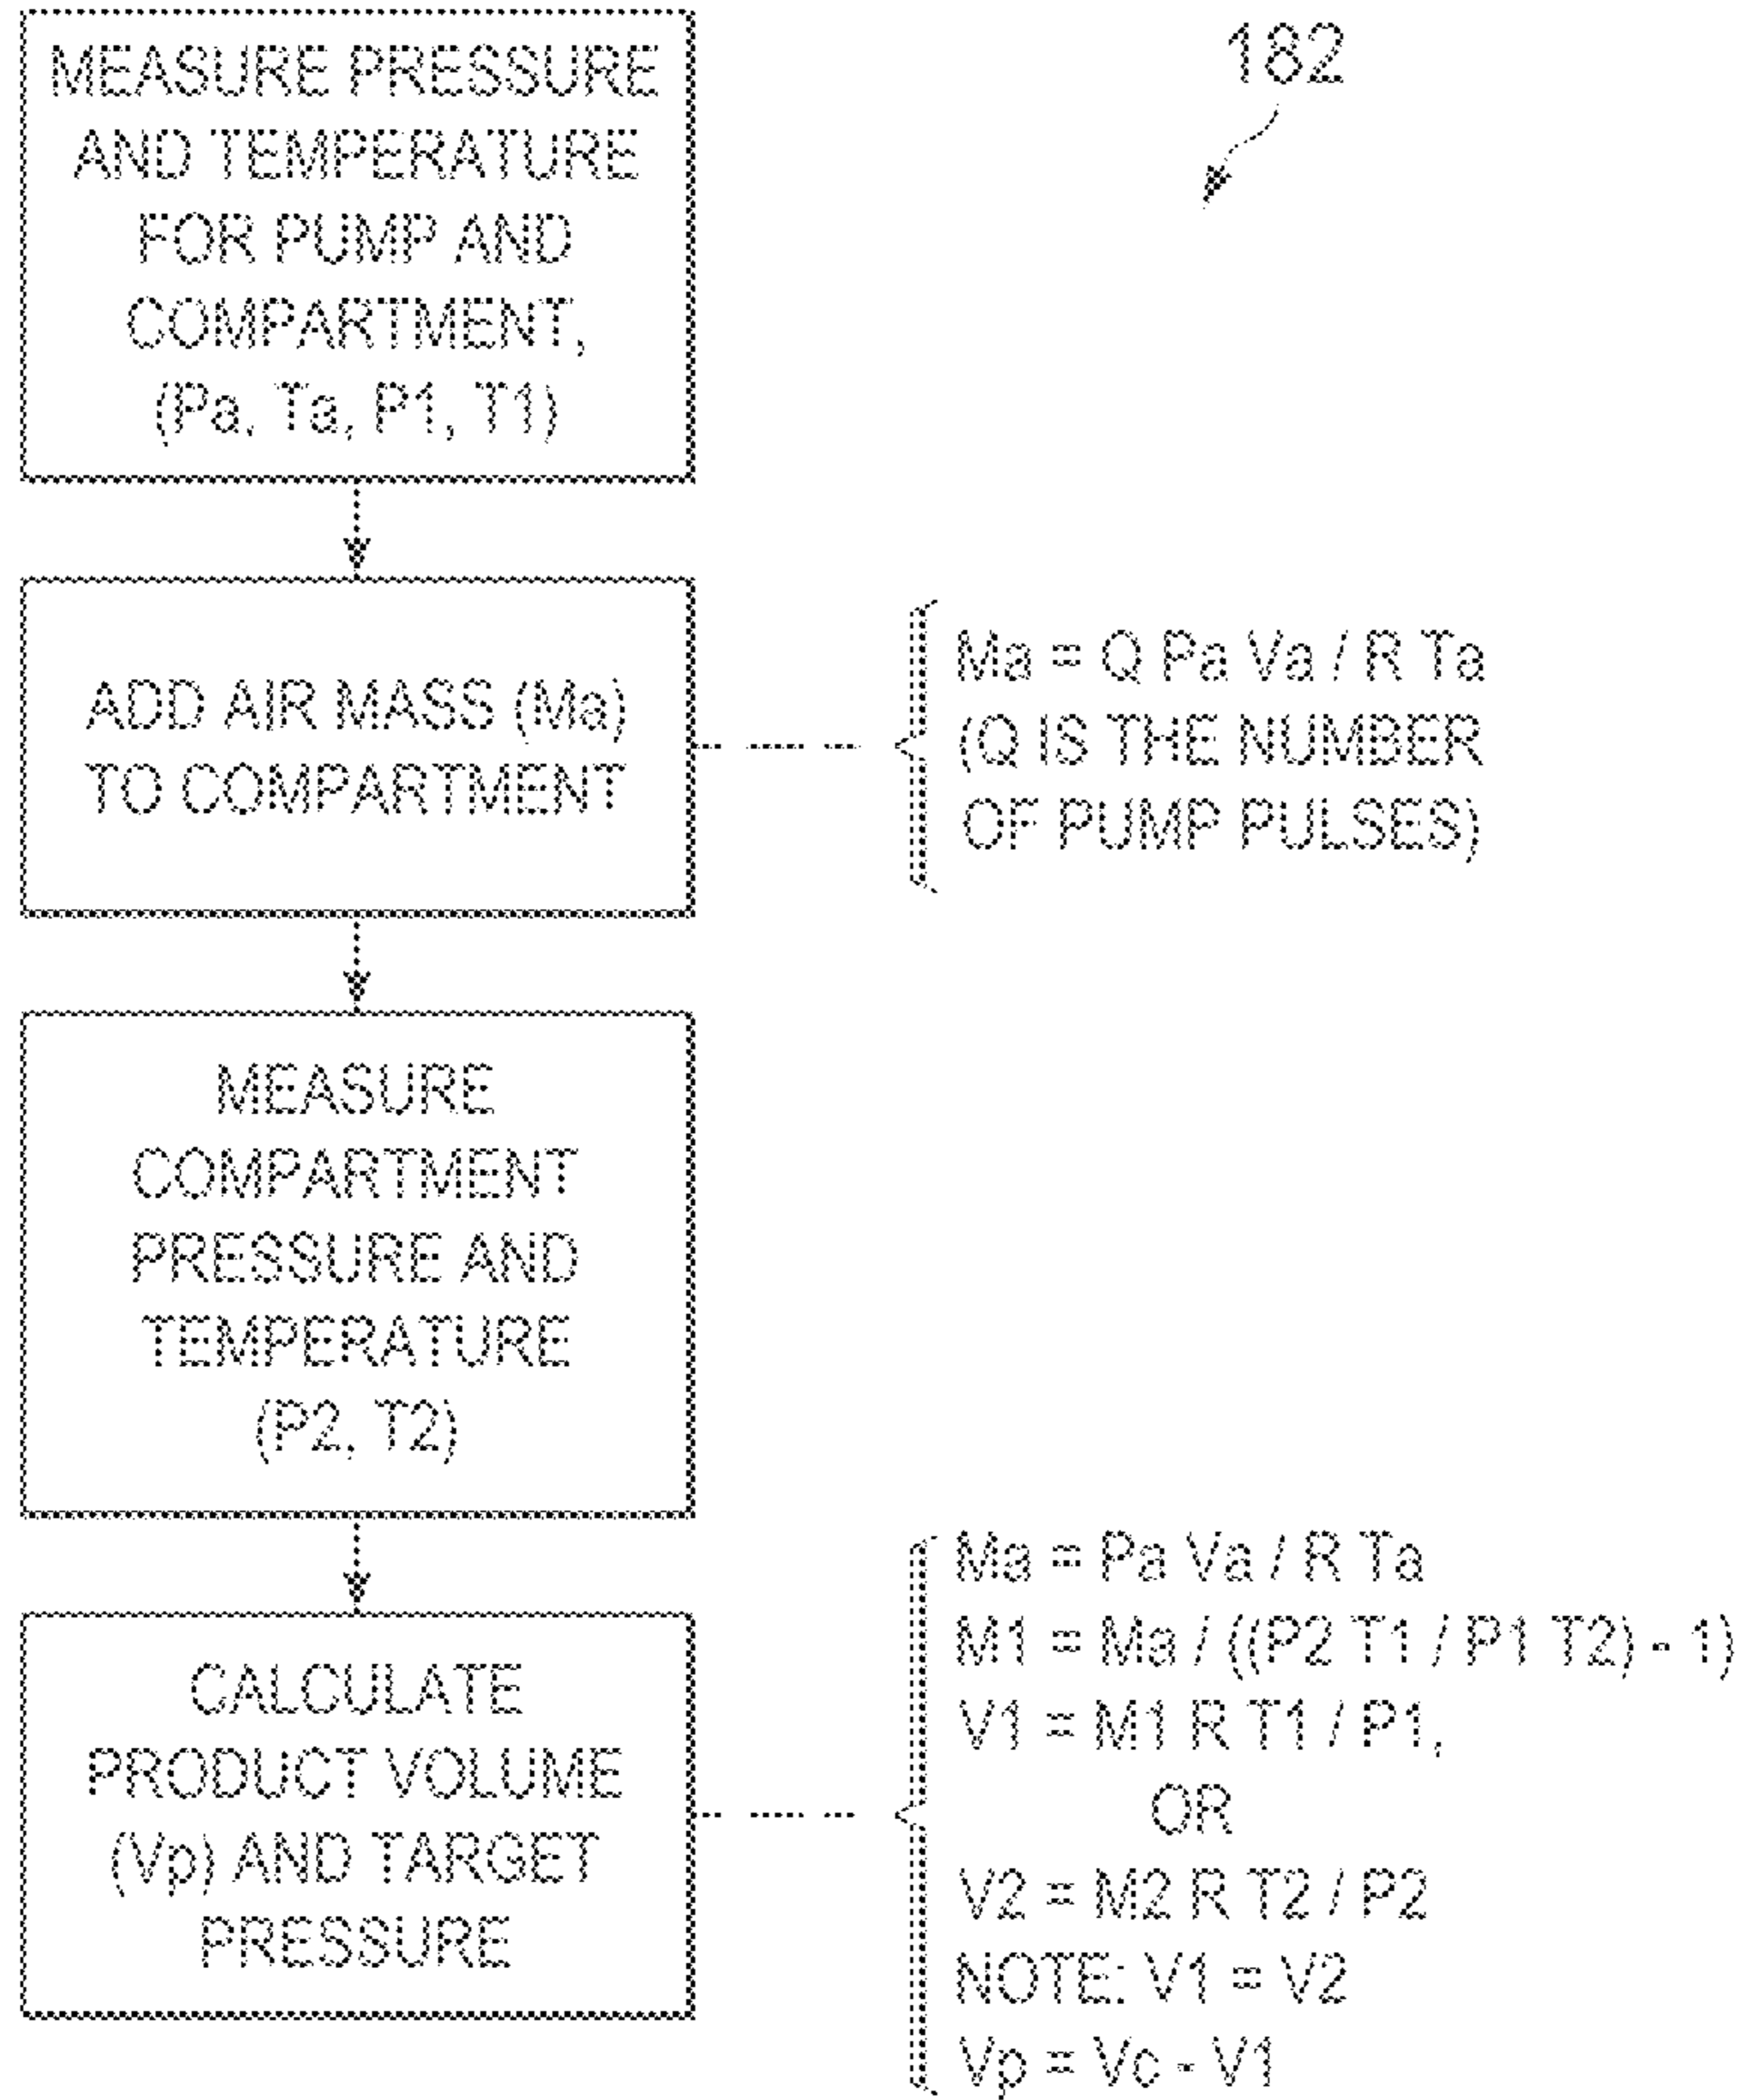 182
MEASURE PRESSURE
AND TEMPERATURE
FOR PUMP AND
COMPARTMENT,
(Pa, Ta, P1, T1)
ADD AIR MASS (Ma)
TO COMPARTMENT
Ma = Q Pa Va / R Ta
(Q IS THE NUMBER
OF PUMP PULSES)
MEASURE
COMPARTMENT
PRESSURE AND
TEMPERATURE
(P2, T2)
CALCULATE
PRODUCT VOLUME
(Vp) AND TARGET
PRESSURE
Ma = Pa Va / R Ta
M1 = Ma / ((P2 T1 / P1 T2) - 1)
V1 = M1 R T1 / P1,
OR
V2 = M2 R T2 / P2
NOTE: V1 = V2
Vp = Vc - V1